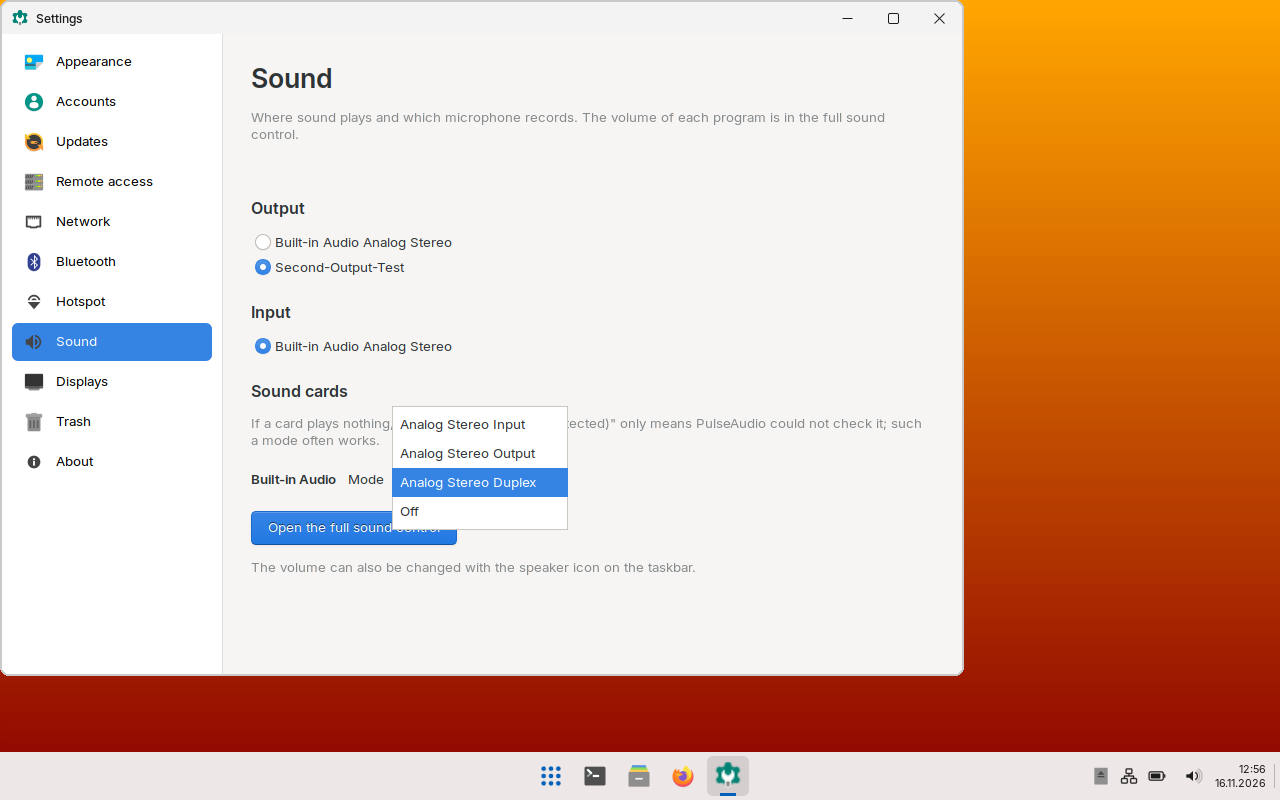 Settings
Appearance
Accounts
Updates
Remote access
Network
Bluetooth
Hotspot
Sound
Displays
Trash
About
Sound
Where sound plays and which microphone records. The volume of each program is in the full sound
control.
Output
Built-in Audio Analog Stereo
Second-Output-Test
Input
Built-in Audio Analog Stereo
Sound cards
If a card plays nothing, only means PulseAudio could not check it; such
a mode often works.
Built-in Audio Mode
Analog Stereo Input
Analog Stereo Output
Analog Stereo Duplex
Off
Open the full sound
The volume can also be changed with the speaker icon on the taskbar.
12:56
16.11.2026